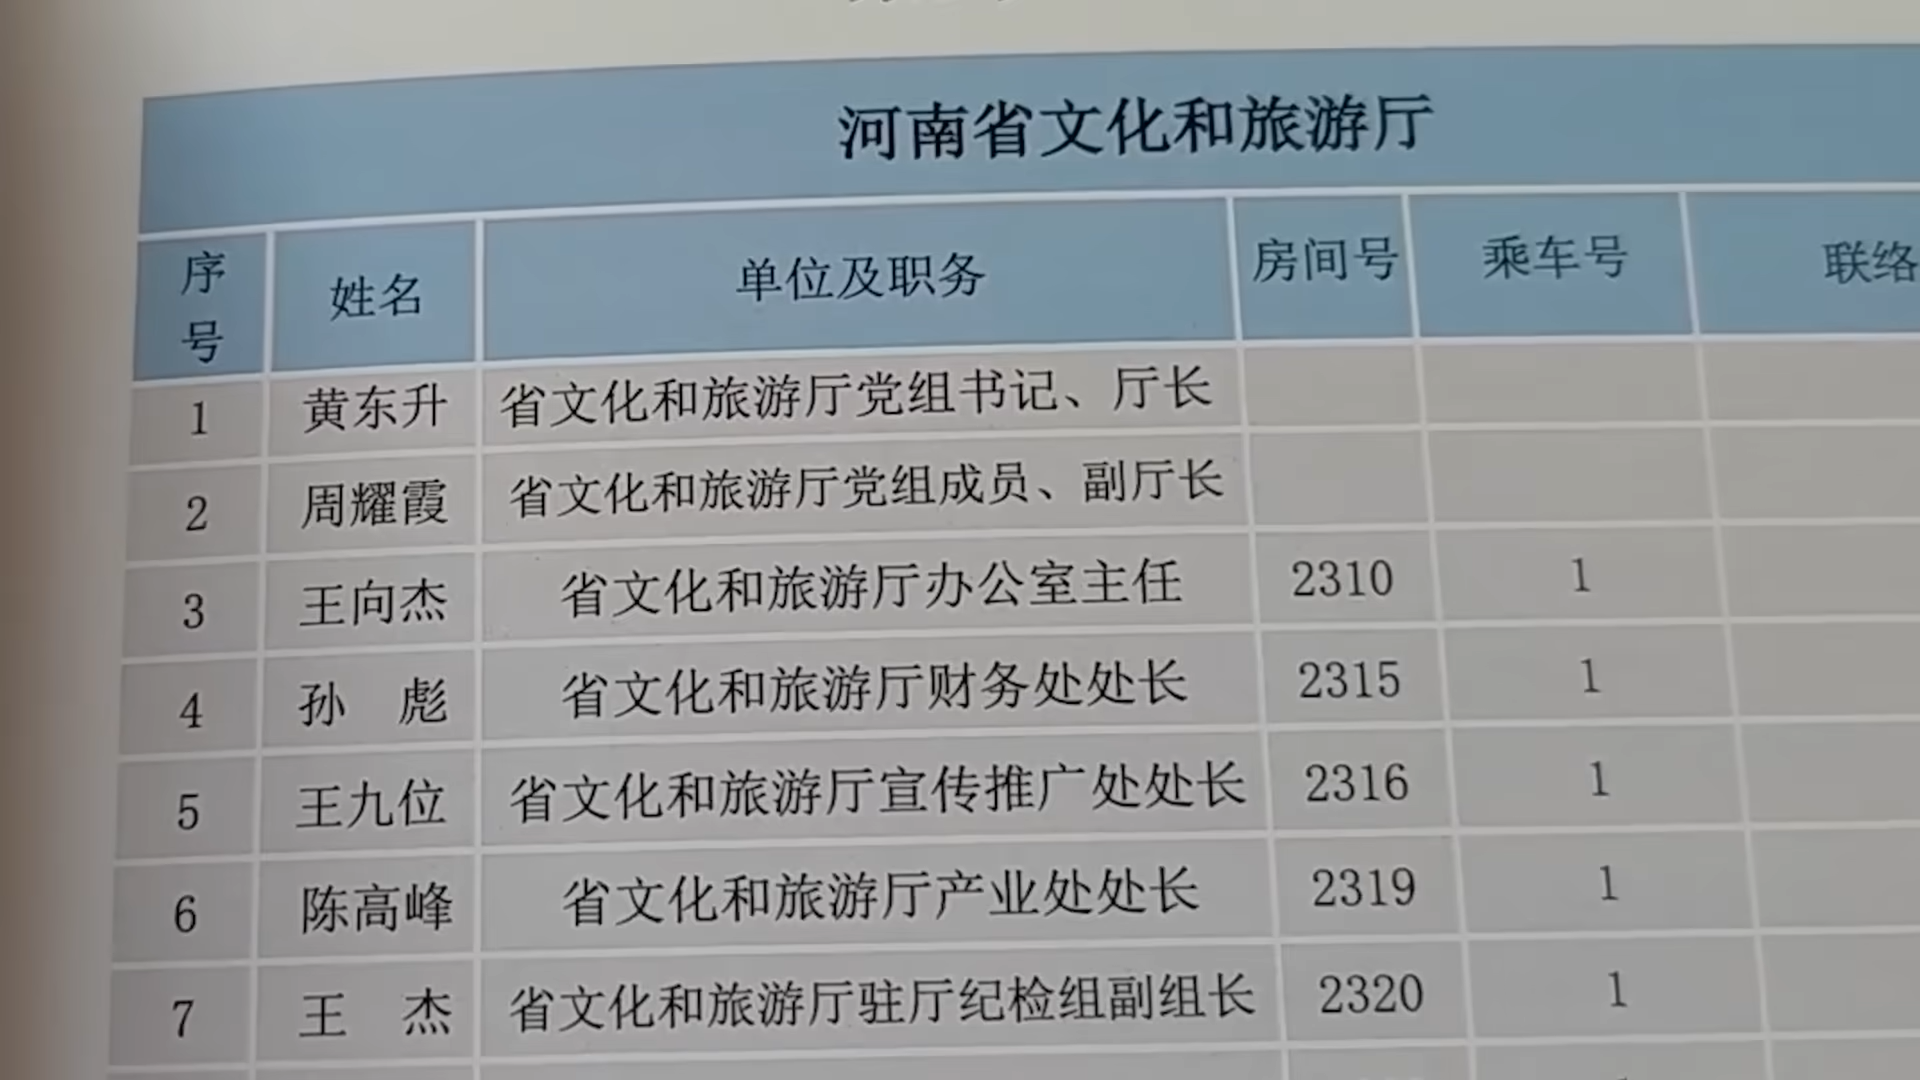 河南省文化和旅游厅
序号 姓名 单位及职务 房间号 乘车号 联络
1 黄东升 省文化和旅游厅党组书记、厅长
2 周耀霞 省文化和旅游厅党组成员、副厅长
3 王向杰 省文化和旅游厅办公室主任 2310 1
4 孙 彪 省文化和旅游厅财务处处长 2315 1
5 王九位 省文化和旅游厅宣传推广处处长 2316 1
6 陈高峰 省文化和旅游厅产业处处长 2319 1
7 王 杰 省文化和旅游厅驻厅纪检组副组长 2320 1